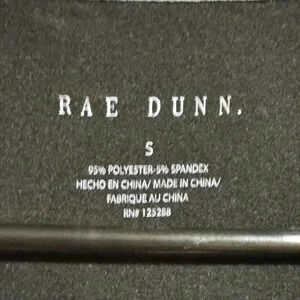 RAE DUNN.
S
95% POLYESTER-5% SPANDEX
HECHO EN CHINA/ MADE IN CHINA/
FABRIQUE AU CHINA
RN# 125288